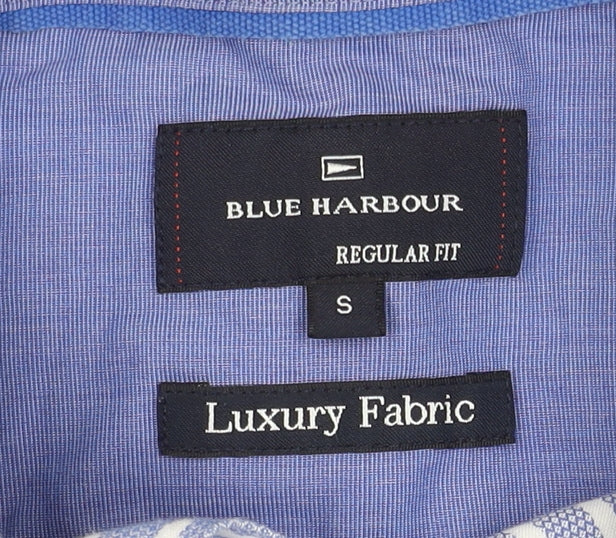 BLUE HARBOUR
REGULAR FIT
S
Luxury Fabric